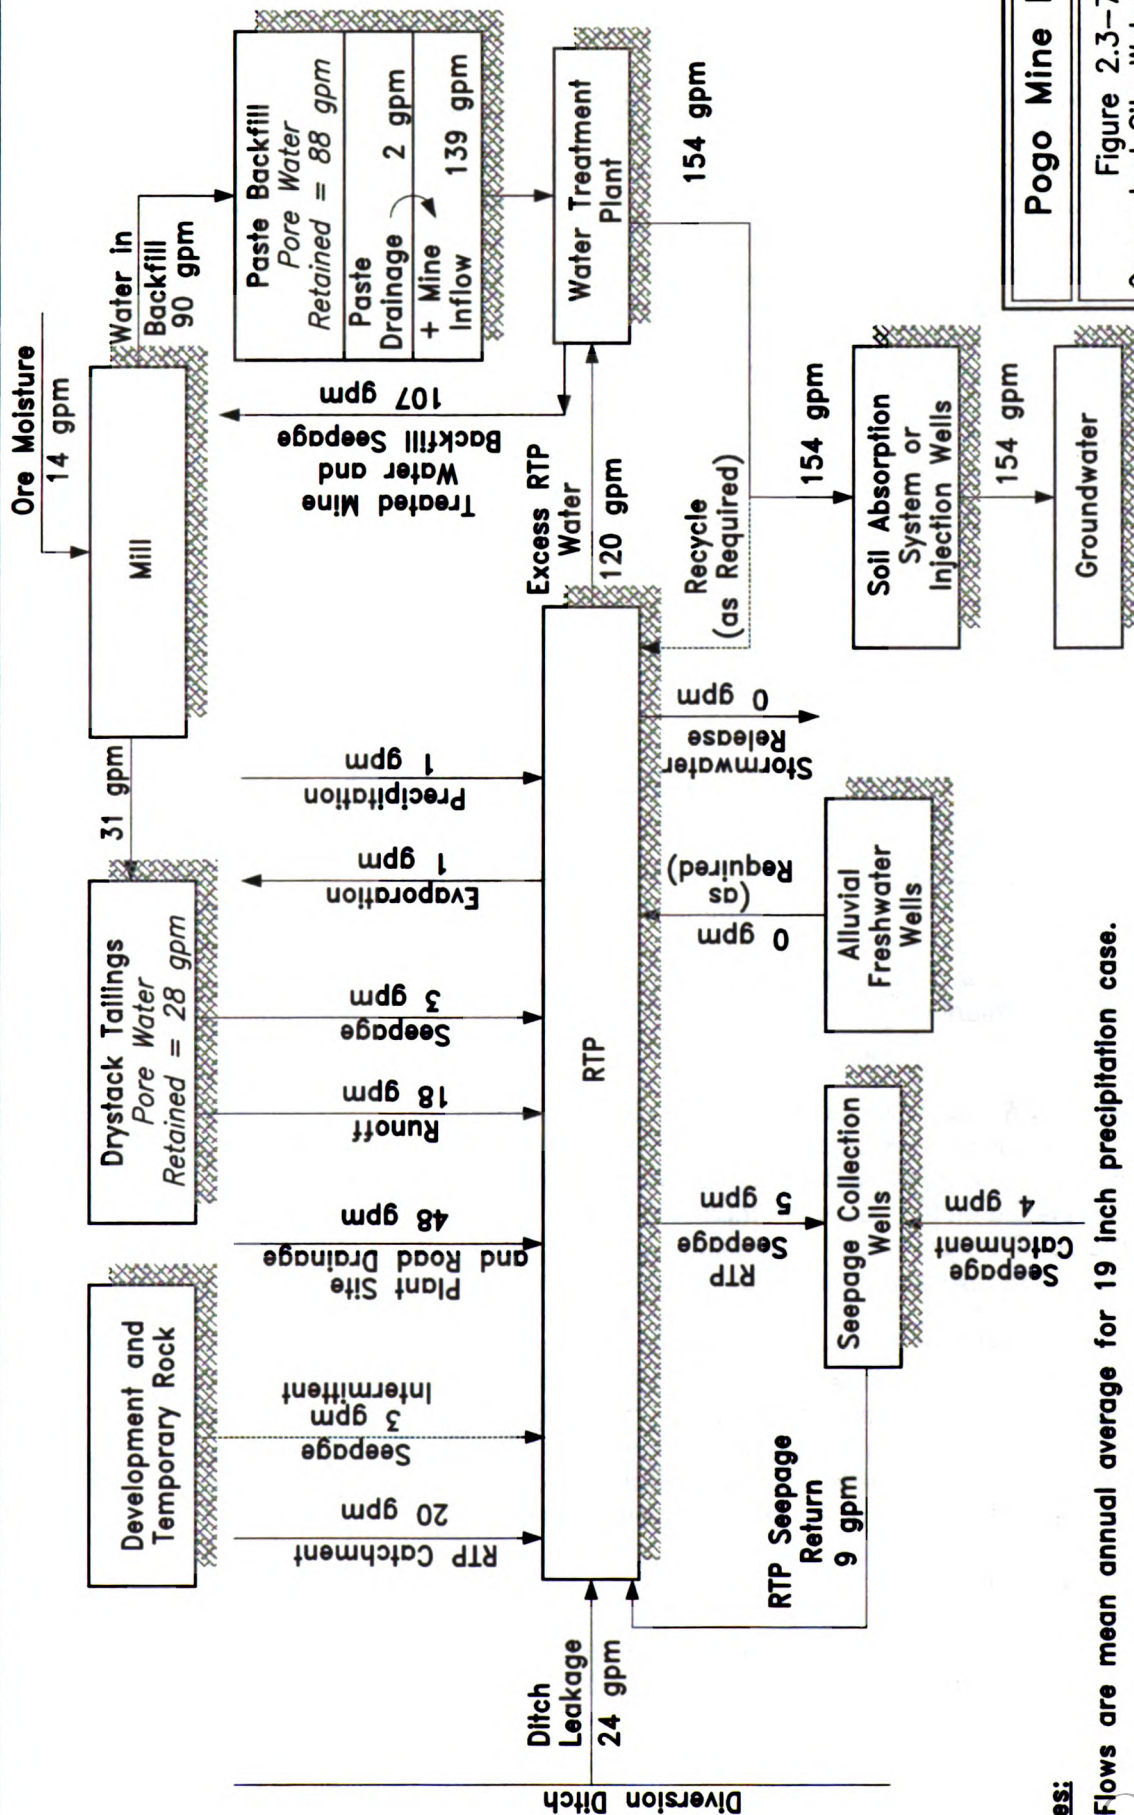 Ore Moisture
14 gpm
Mill
31 gpm
Water in
Backfill
90 gpm
Development and
Temporary Rock
Drystack Tailings
Pore Water
Retained = 28 gpm
Paste Backfill
Pore Water
Retained = 88 gpm
Paste
Drainage 2 gpm
+ Mine
Inflow 139 gpm
Treated Mine
Water and
Backfill Seepage
107 gpm
Water Treatment
Plant
154 gpm
RTP Catchment
20 gpm
Seepage
3 gpm
Intermittent
Plant Site
and Road Drainage
48 gpm
Runoff
18 gpm
Seepage
3 gpm
Evaporation
1 gpm
Precipitation
1 gpm
Excess RTP
Water
120 gpm
Diversion Ditch
Ditch
Leakage
24 gpm
RTP
RTP Seepage
Return
9 gpm
RTP
Seepage
5 gpm
Seepage Collection
Wells
Seepage
Catchment
4 gpm
0 gpm
(as
Required)
Alluvial
Freshwater
Wells
Stormwater
Release
0 gpm
Recycle
(as Required)
154 gpm
Soil Absorption
System or
Injection Wells
154 gpm
Groundwater
es:
Flows are mean annual average for 19 inch precipitation case.
Pogo Mine
Figure 2.3-7